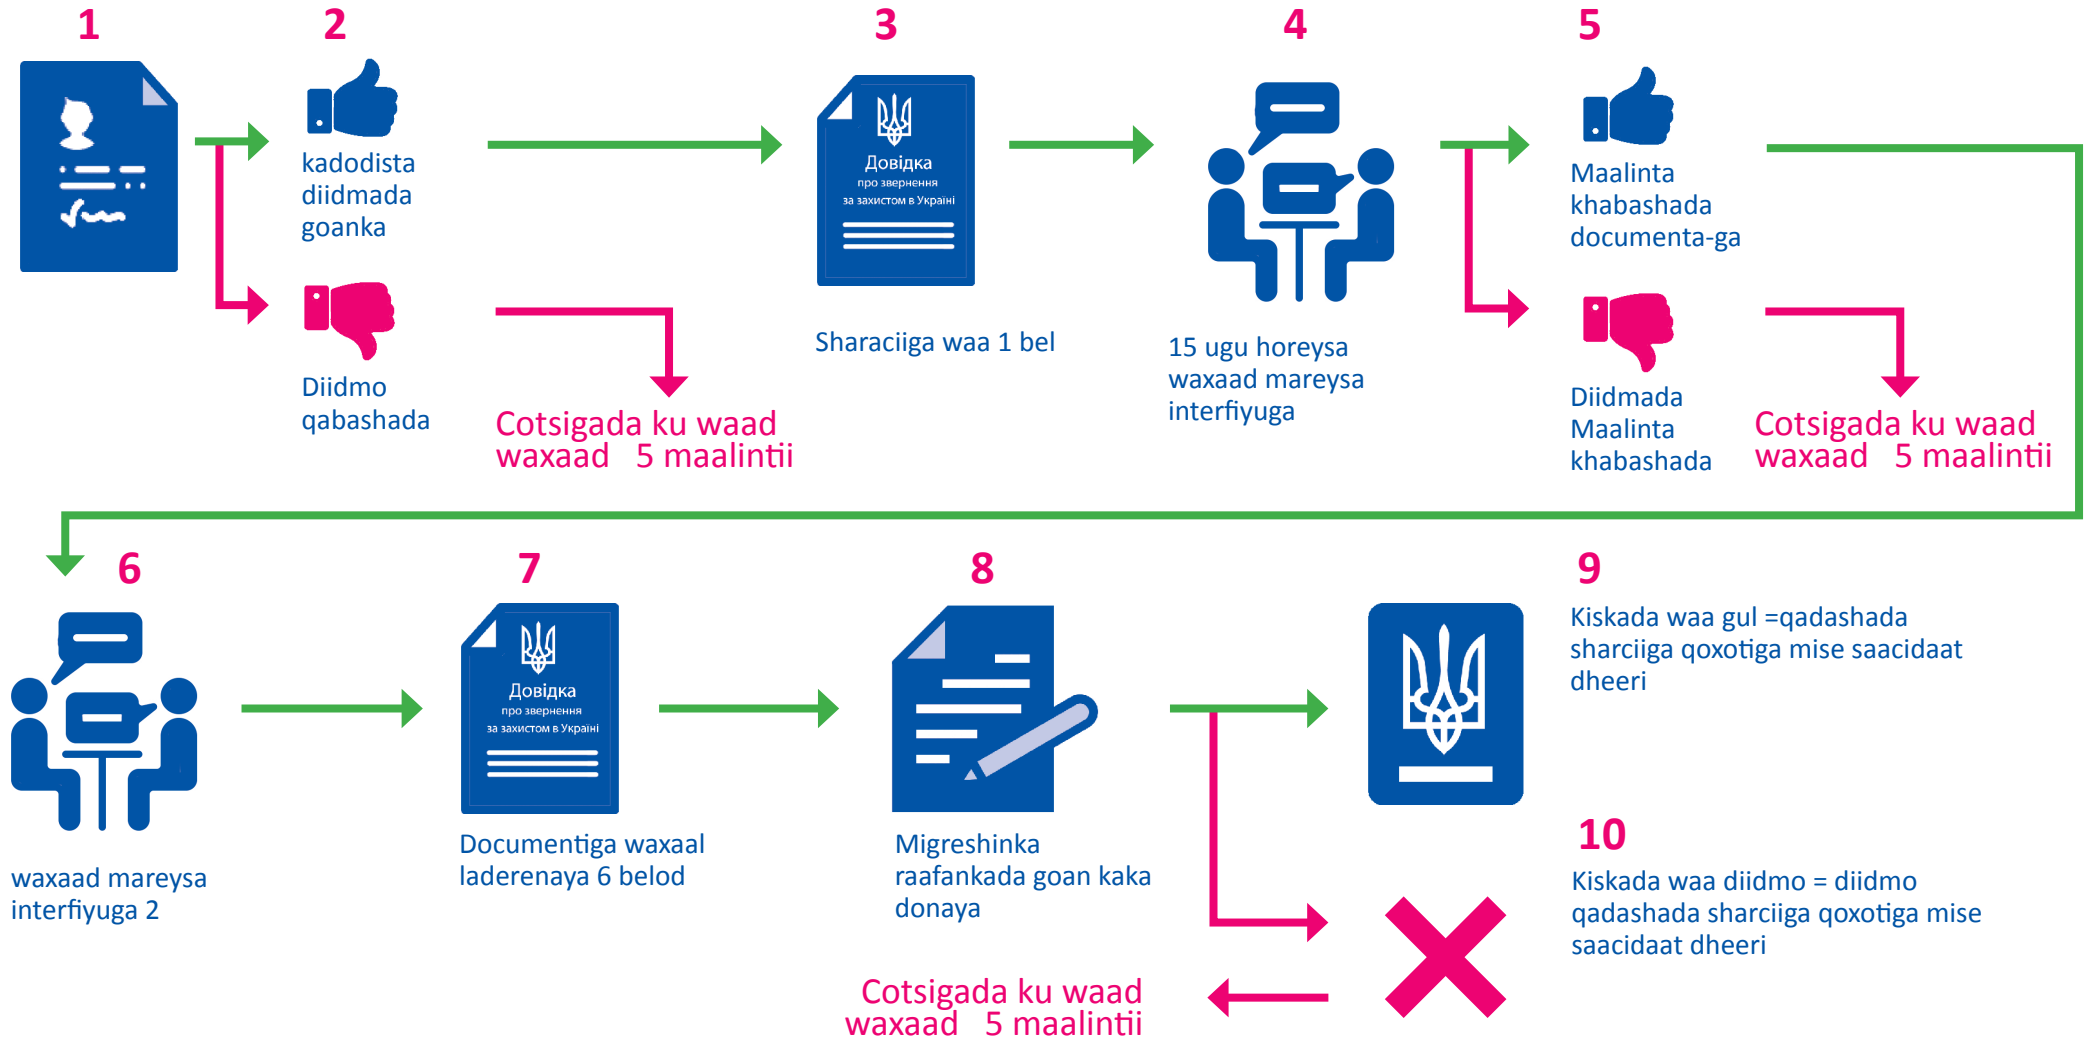 1
2
kadodista
diidmada
goanka
Diidmo
qabashada
Cotsigada ku waad
waxaad 5 maalintii
3
Довідка
про звернення
за захистом в Україні
Sharaciiga waa 1 bel
4
15 ugu horeysa
waxaad mareysa
interfiyuga
5
Maalinta
khabashada
documenta-ga
Diidmada
Maalinta
khabashada
Cotsigada ku waad
waxaad 5 maalintii
6
waxaad mareysa
interfiyuga 2
7
Довідка
про звернення
за захистом в Україні
Documentiga waxaal
laderenaya 6 belod
8
Migreshinka
raafankada goan kaka
donaya
9
Kiskada waa gul =qadashada
sharciiga qoxotiga mise saacidaat
dheeri
10
Kiskada waa diidmo = diidmo
qadashada sharciiga qoxotiga mise
saacidaat dheeri
Cotsigada ku waad
waxaad 5 maalintii